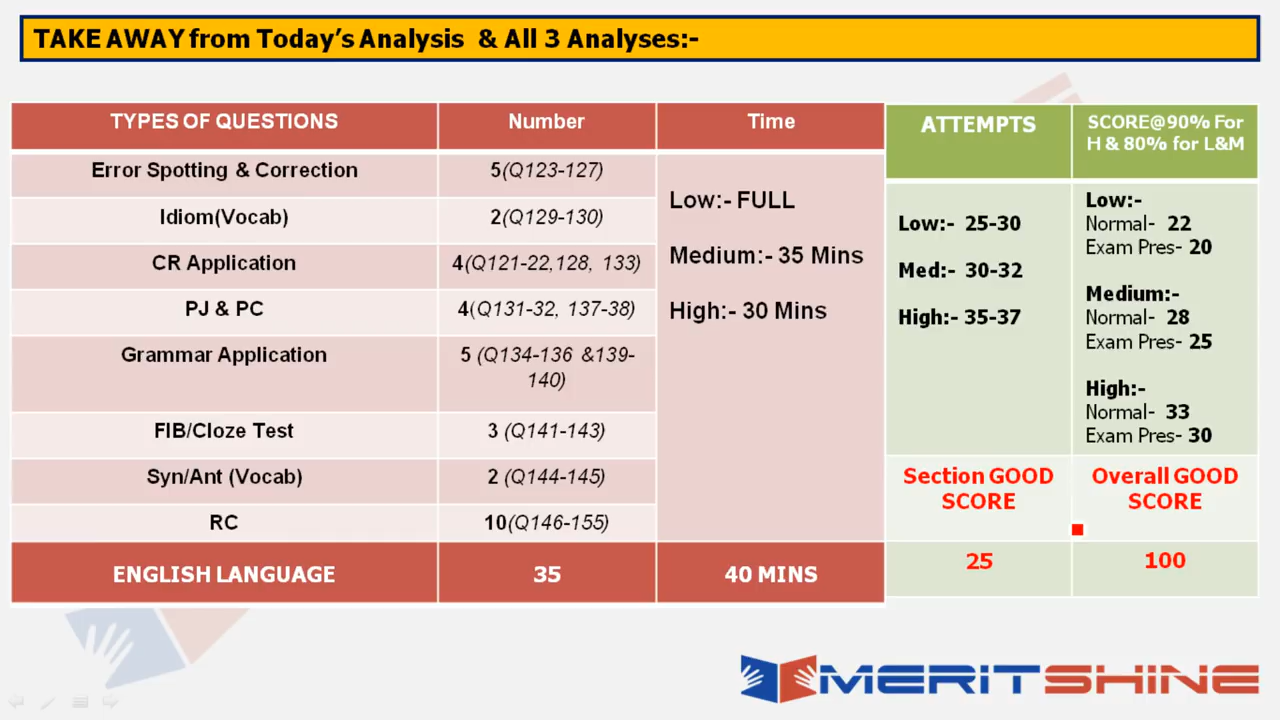 TAKE AWAY from Today's Analysis & All 3 Analyses:-
TYPES OF QUESTIONS
Number
Time
Error Spotting & Correction
5(Q123-127)
Idiom(Vocab)
2(Q129-130)
CR Application
4(Q121-22,128, 133)
PJ & PC
4(Q131-32, 137-38)
Grammar Application
5 (Q134-136 &139-
140)
FIB/Cloze Test
3 (Q141-143)
Syn/Ant (Vocab)
2 (Q144-145)
RC
10(Q146-155)
Low:- FULL
Medium:- 35 Mins
High:- 30 Mins
ENGLISH LANGUAGE
35
40 MINS
ATTEMPTS
SCORE@90% For
H & 80% for L&M
Low:- 25-30
Med:- 30-32
High:- 35-37
Low:-
Normal- 22
Exam Pres- 20
Medium:-
Normal- 28
Exam Pres- 25
High:-
Normal- 33
Exam Pres- 30
Section GOOD
SCORE
Overall GOOD
SCORE
25
100
MERITSHINE